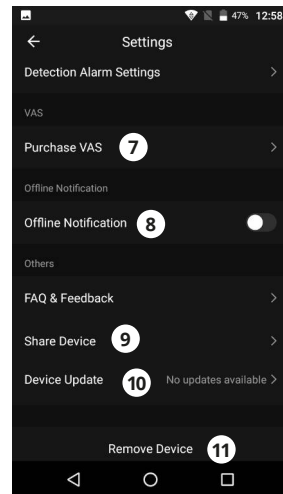 47% 12:58
Settings
Detection Alarm Settings
VAS
Purchase VAS 7
Offline Notification
Offline Notification 8
Others
FAQ & Feedback
Share Device 9
Device Update 10 No updates available
Remove Device 11